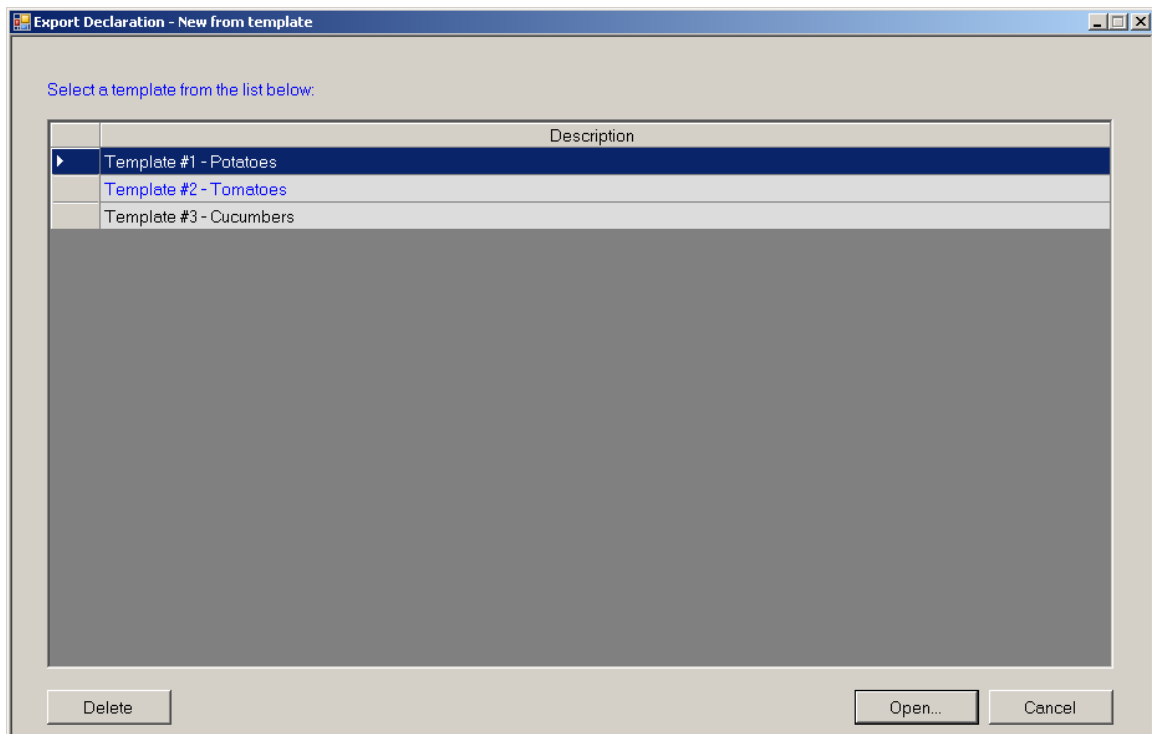 Export Declaration - New from template
Select a template from the list below:
Description
Template #1 - Potatoes
Template #2 - Tomatoes
Template #3 - Cucumbers
Delete
Open...
Cancel